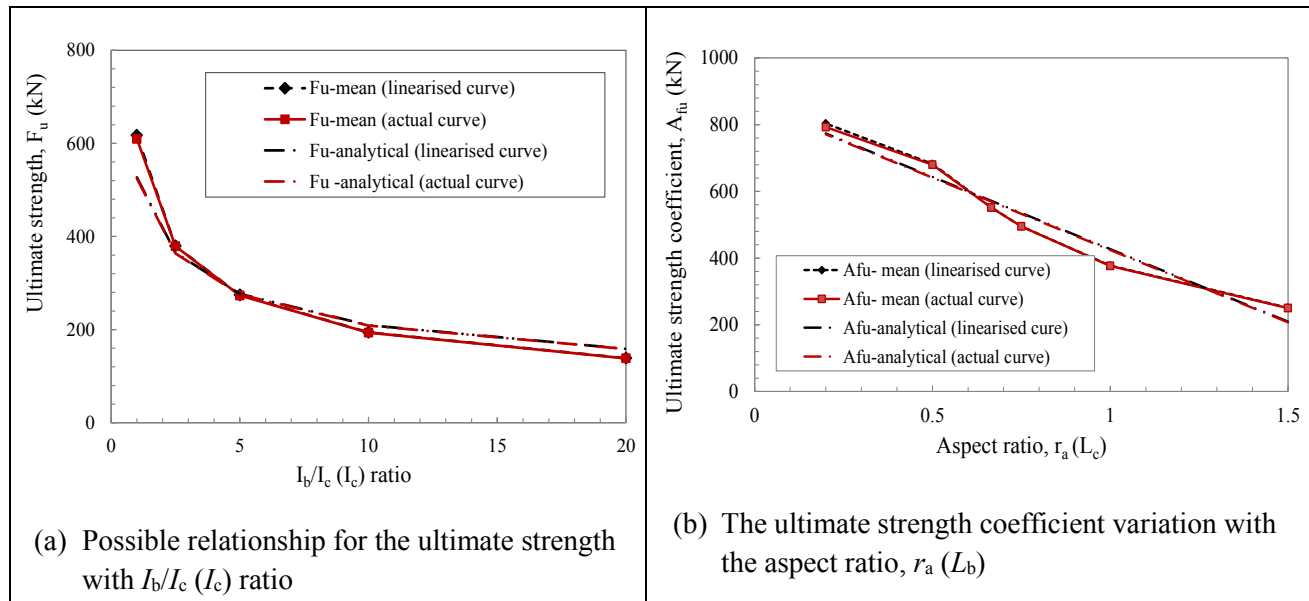 800
600
400
200
0
Ultimate strength, Fu (kN)
Fu-mean (linearised curve)
Fu-mean (actual curve)
Fu-analytical (linearised curve)
Fu -analytical (actual curve)
0 5 10 15 20
Ib/Ic (Ic) ratio
(a) Possible relationship for the ultimate strength
with Ib/Ic (Ic) ratio
1000
800
600
400
200
0
Ultimate strength coefficient, Afu (kN)
Afu- mean (linearised curve)
Afu- mean (actual curve)
Afu-analytical (linearised cure)
Afu-analytical (actual curve)
0 0.5 1 1.5
Aspect ratio, ra (Lc)
(b) The ultimate strength coefficient variation with
the aspect ratio, ra (Lb)